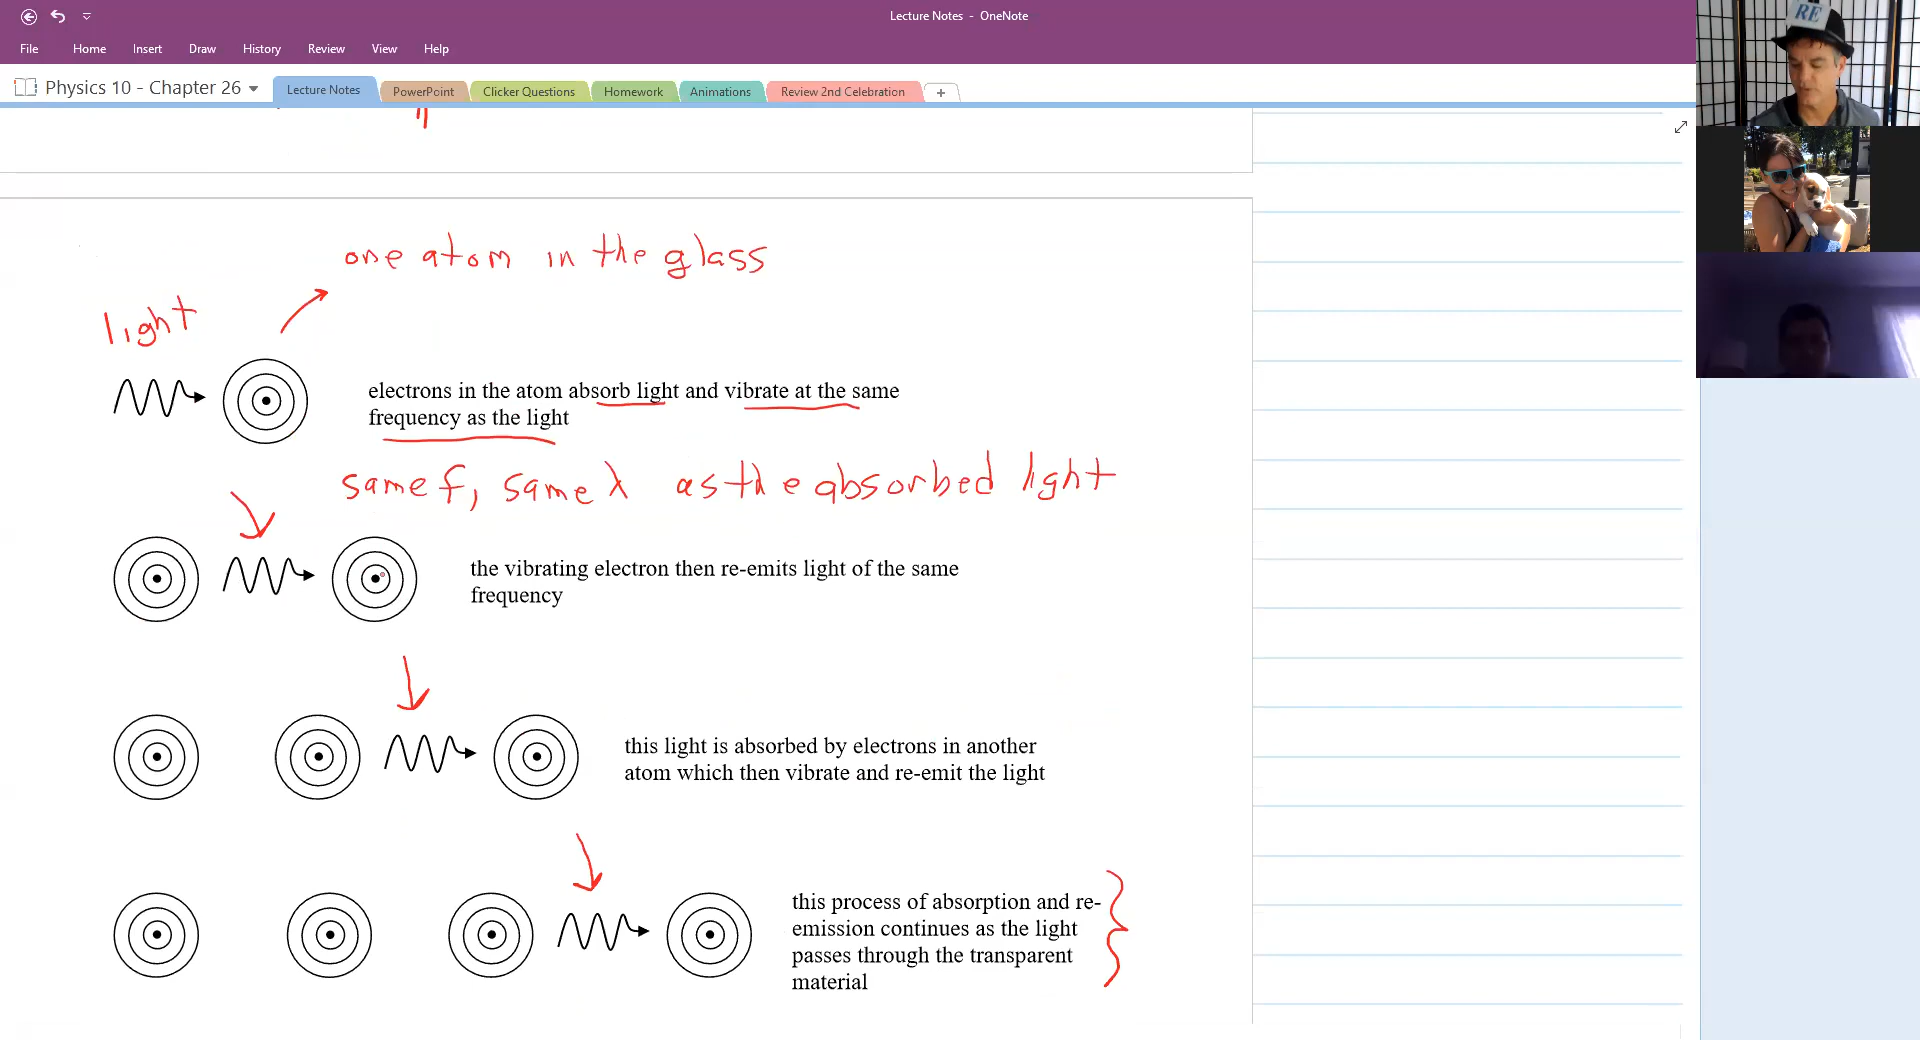 Lecture Notes - OneNote
File Home Insert Draw History Review View Help
Physics 10 - Chapter 26
Lecture Notes PowerPoint Clicker Questions Homework Animations Review 2nd Celebration +
RE
one atom in the glass
light
electrons in the atom absorb light and vibrate at the same
frequency as the light
same f, same λ as the absorbed light
the vibrating electron then re-emits light of the same
frequency
this light is absorbed by electrons in another
atom which then vibrate and re-emit the light
this process of absorption and re-
emission continues as the light
passes through the transparent
material